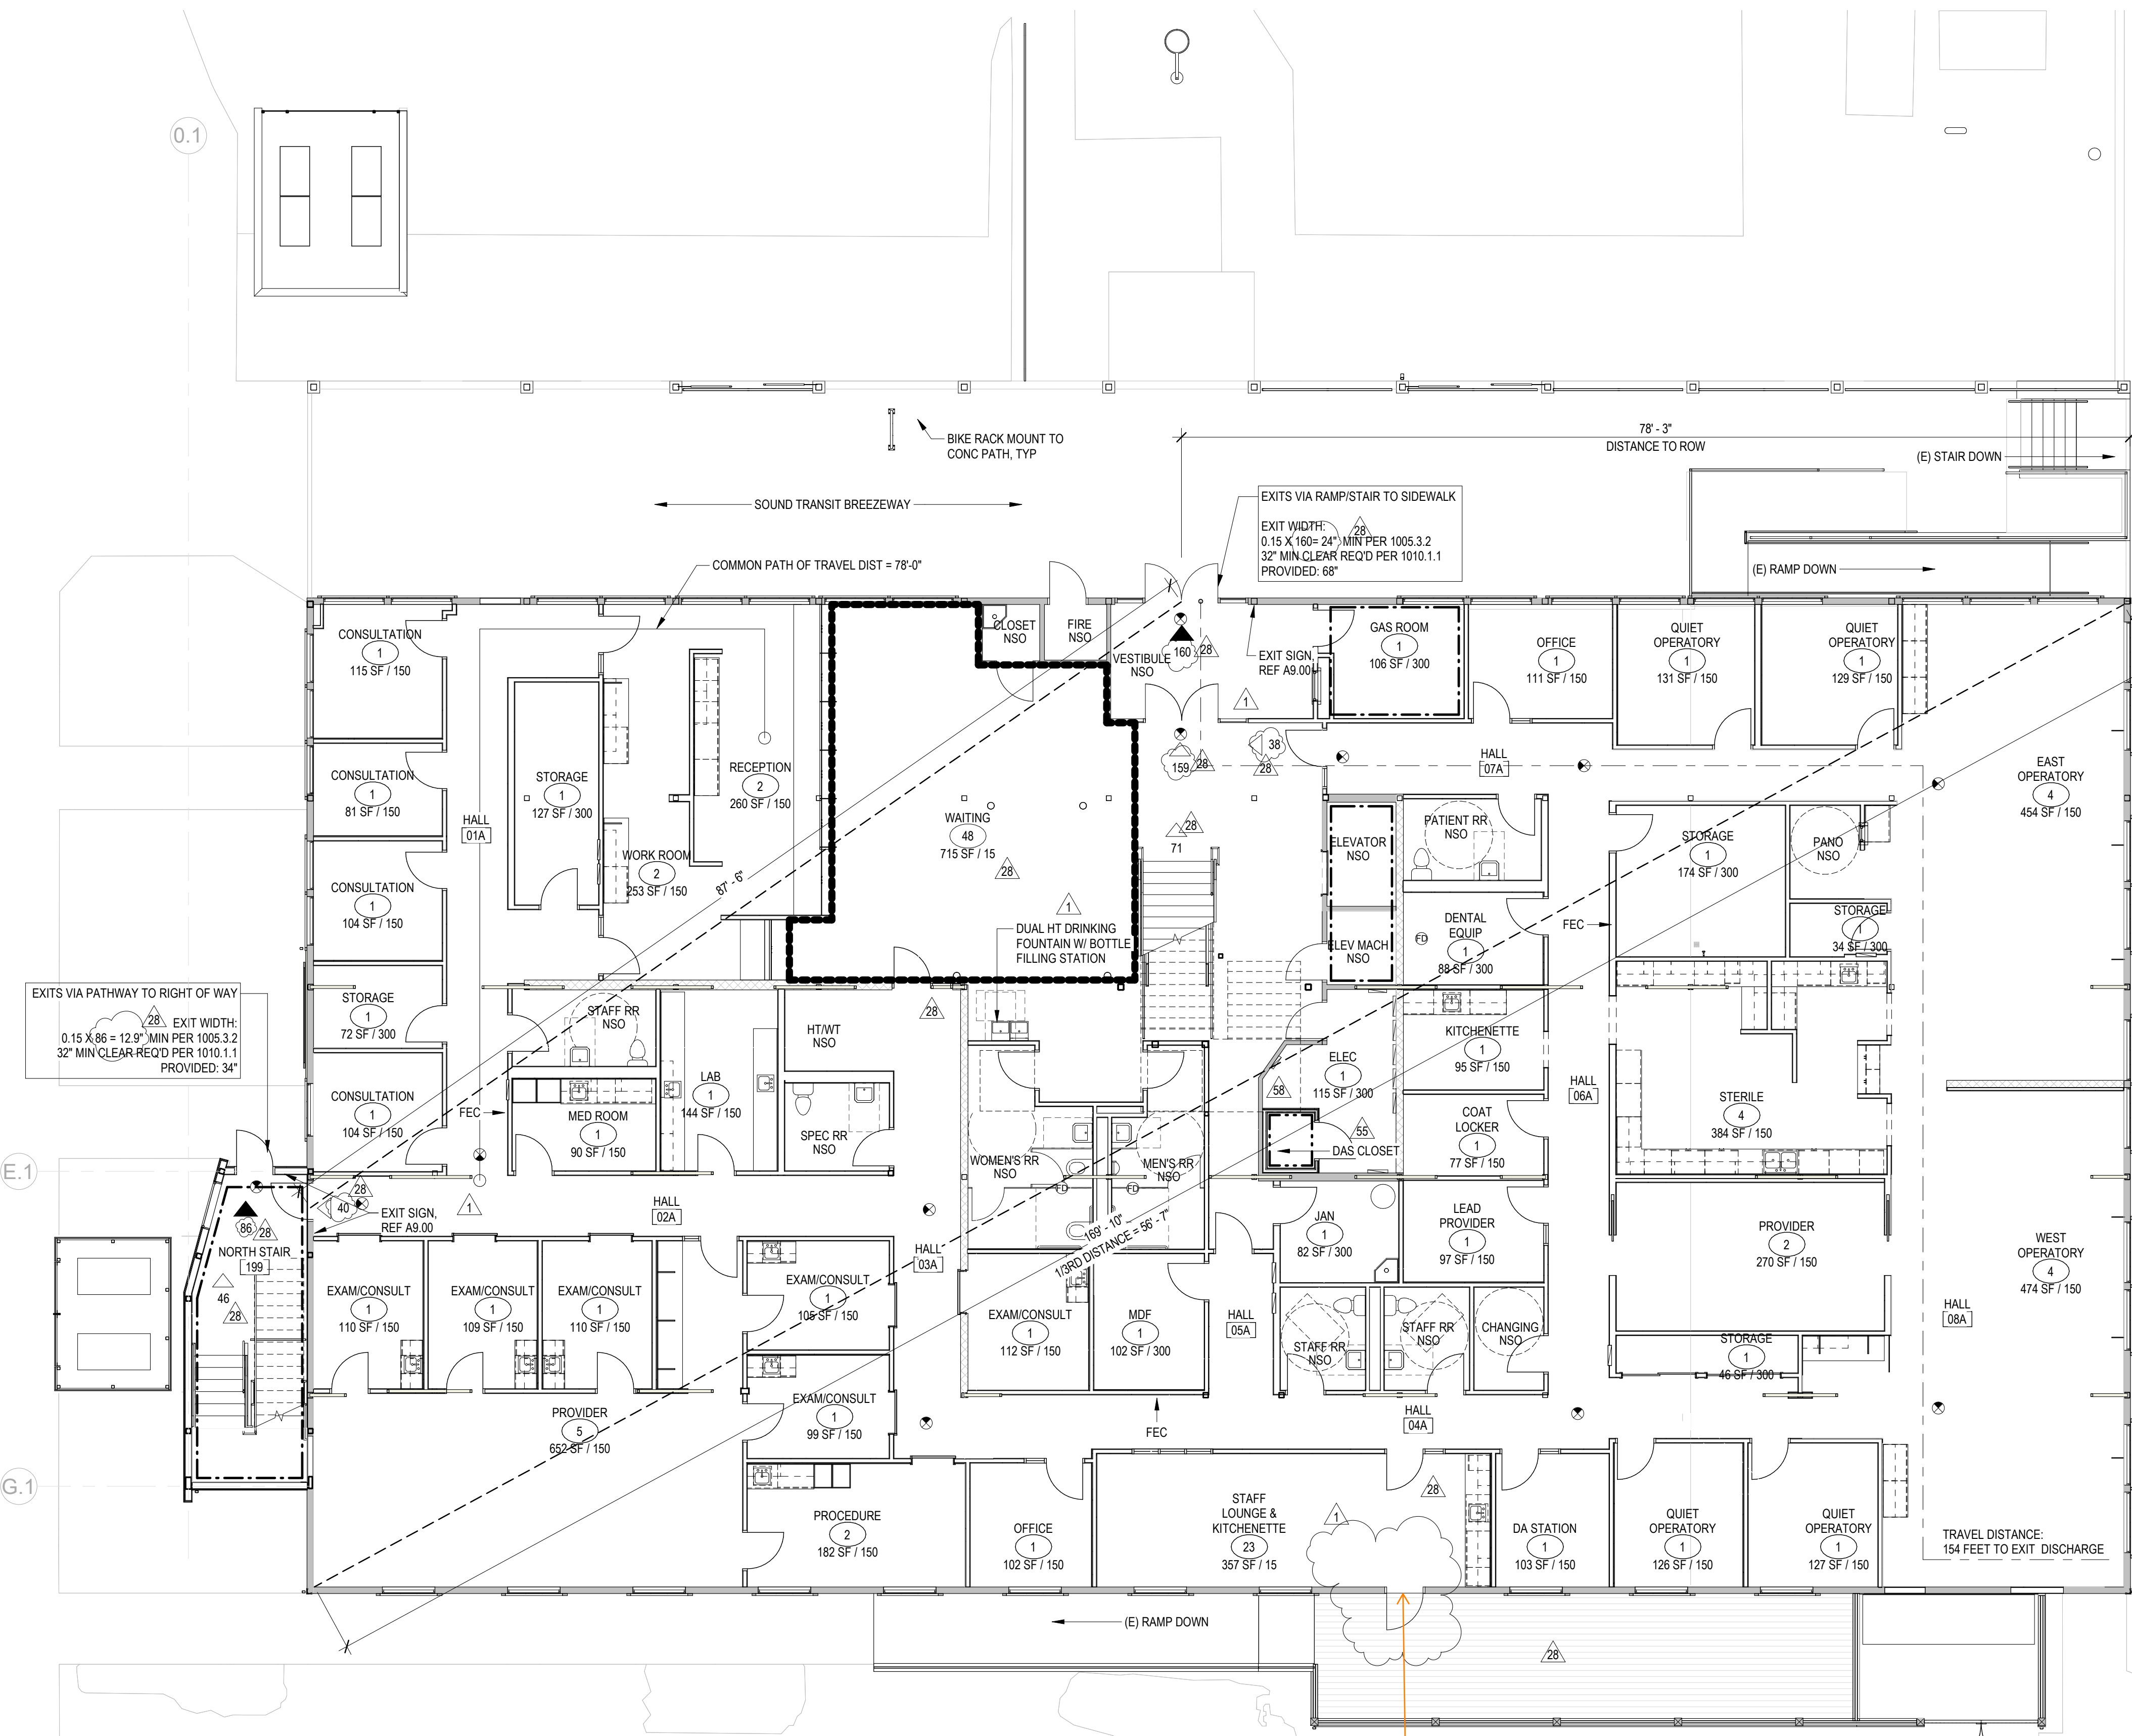 0.1
BIKE RACK MOUNT TO
CONC PATH, TYP
78' - 3"
DISTANCE TO ROW
(E) STAIR DOWN
SOUND TRANSIT BREEZEWAY
EXITS VIA RAMP/STAIR TO SIDEWALK
EXIT WIDTH:
28
0.15 X 160= 24" MIN PER 1005.3.2
32" MIN CLEAR REQ'D PER 1010.1.1
PROVIDED: 68"
COMMON PATH OF TRAVEL DIST = 78'-0"
(E) RAMP DOWN
CONSULTATION
1
115 SF / 150
CLOSET
NSO
FIRE
NSO
VESTIBULE
NSO
160
28
EXIT SIGN,
REF A9.00
1
GAS ROOM
1
106 SF / 300
OFFICE
1
111 SF / 150
QUIET
OPERATORY
1
131 SF / 150
QUIET
OPERATORY
1
129 SF / 150
CONSULTATION
1
81 SF / 150
HALL
01A
STORAGE
1
127 SF / 300
RECEPTION
2
260 SF / 150
WORK ROOM
2
253 SF / 150
WAITING
48
715 SF / 15
28
87' - 6"
159
28
38
28
28
71
HALL
07A
EAST
OPERATORY
4
454 SF / 150
CONSULTATION
1
104 SF / 150
1
DUAL HT DRINKING
FOUNTAIN W/ BOTTLE
FILLING STATION
ELEVATOR
NSO
ELEV MACH
NSO
PATIENT RR
NSO
DENTAL
EQUIP
1
88 SF / 300
FD
FEC
STORAGE
1
174 SF / 300
PANO
NSO
STORAGE
1
34 SF / 300
EXITS VIA PATHWAY TO RIGHT OF WAY
28
EXIT WIDTH:
0.15 X 86 = 12.9" MIN PER 1005.3.2
32" MIN CLEAR REQ'D PER 1010.1.1
PROVIDED: 34"
STORAGE
1
72 SF / 300
STAFF RR
NSO
HT/WT
NSO
28
CONSULTATION
1
104 SF / 150
FEC
MED ROOM
1
90 SF / 150
LAB
1
144 SF / 150
SPEC RR
NSO
WOMEN'S RR
NSO
FD
MEN'S RR
NSO
FD
ELEC
1
115 SF / 300
58
55
DAS CLOSET
KITCHENETTE
1
95 SF / 150
COAT
LOCKER
1
77 SF / 150
HALL
06A
STERILE
4
384 SF / 150
E.1
28
40
1
EXIT SIGN,
REF A9.00
86
28
NORTH STAIR
199
46
28
HALL
02A
HALL
03A
169' - 10"
1/3RD DISTANCE = 56' - 7"
JAN
1
82 SF / 300
LEAD
PROVIDER
1
97 SF / 150
PROVIDER
2
270 SF / 150
WEST
OPERATORY
4
474 SF / 150
EXAM/CONSULT
1
110 SF / 150
EXAM/CONSULT
1
109 SF / 150
EXAM/CONSULT
1
110 SF / 150
EXAM/CONSULT
1
105 SF / 150
EXAM/CONSULT
1
112 SF / 150
MDF
1
102 SF / 300
HALL
05A
STAFF RR
NSO
STAFF RR
NSO
CHANGING
NSO
STORAGE
1
46 SF / 300
HALL
08A
PROVIDER
5
652 SF / 150
EXAM/CONSULT
1
99 SF / 150
FEC
HALL
04A
G.1
PROCEDURE
2
182 SF / 150
OFFICE
1
102 SF / 150
STAFF
LOUNGE &
KITCHENETTE
23
357 SF / 15
1
28
DA STATION
1
103 SF / 150
QUIET
OPERATORY
1
126 SF / 150
QUIET
OPERATORY
1
127 SF / 150
TRAVEL DISTANCE:
154 FEET TO EXIT DISCHARGE
(E) RAMP DOWN
28